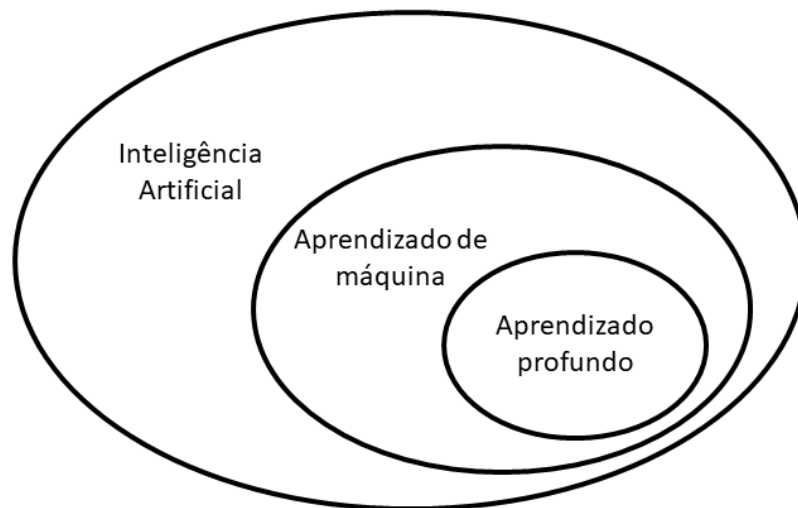 Inteligência
Artificial
Aprendizado de
máquina
Aprendizado
profundo